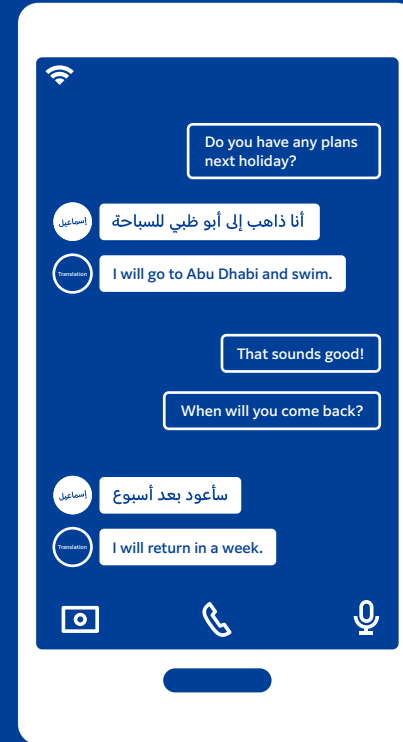 Do you have any plans
next holiday?
إسماعيل
أنا ذاهب إلى أبو ظبي للسباحة
Translation
I will go to Abu Dhabi and swim.
That sounds good!
When will you come back?
إسماعيل
سأعود بعد أسبوع
Translation
I will return in a week.